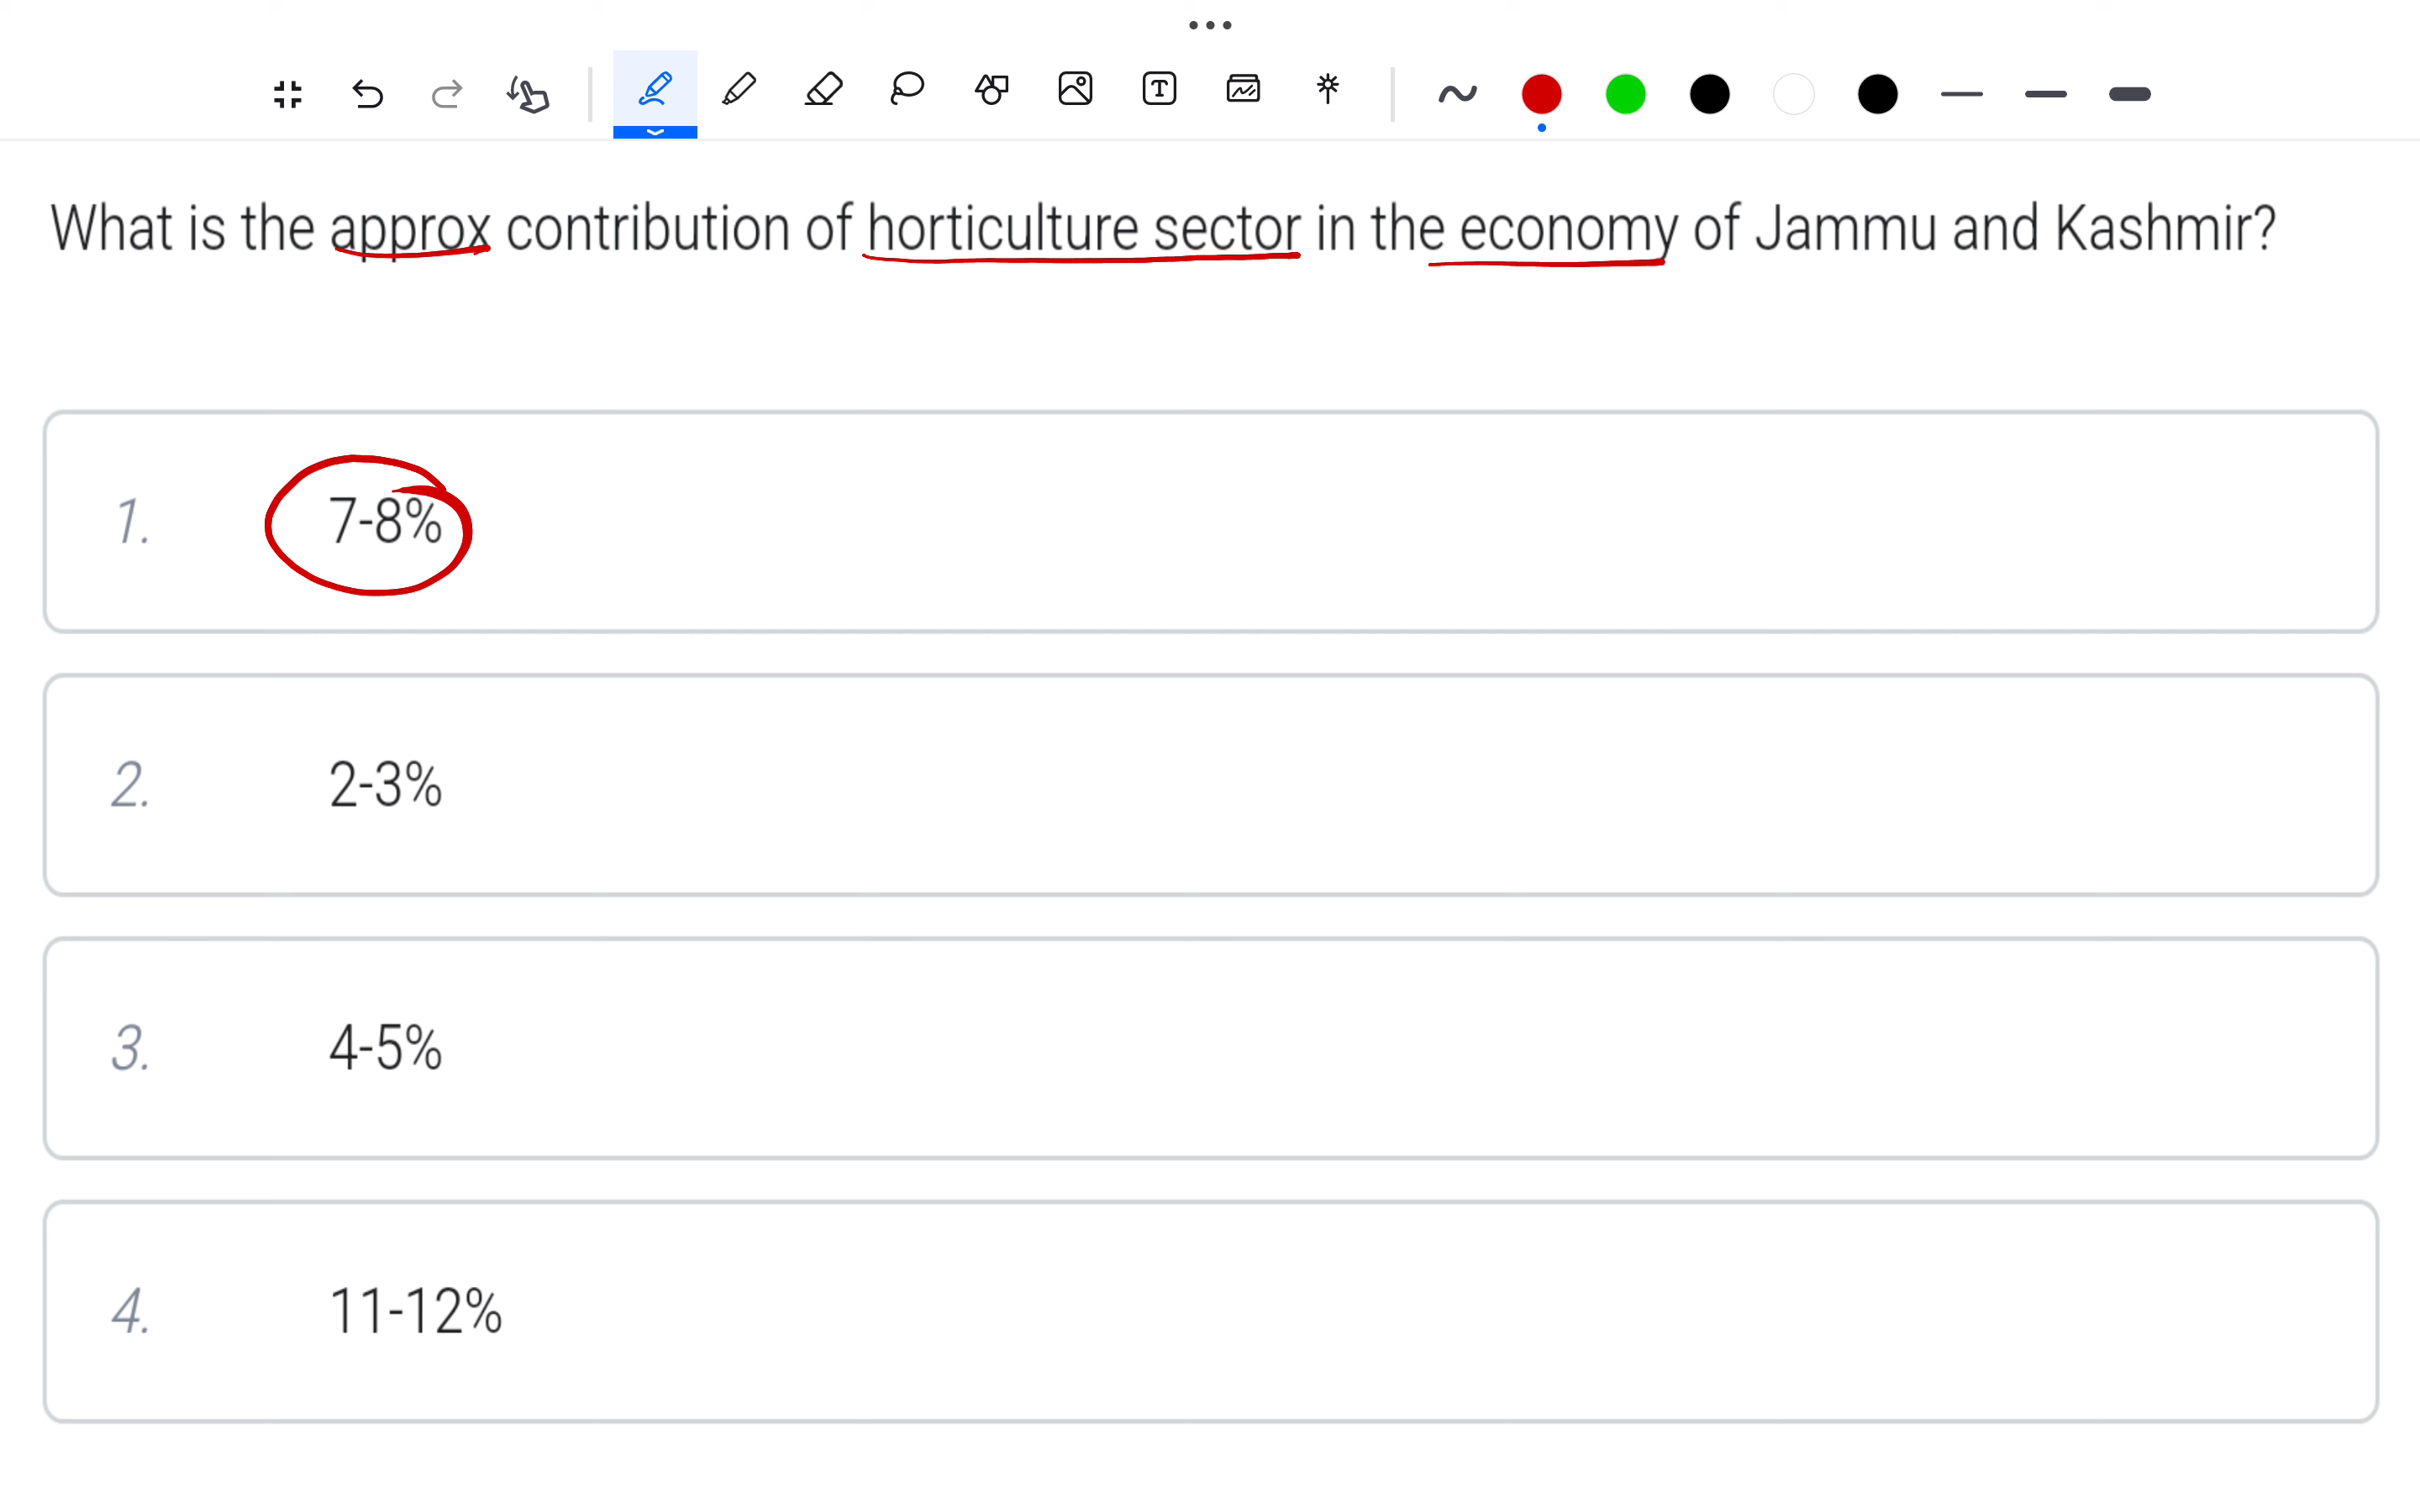 What is the approx contribution of horticulture sector in the economy of Jammu and Kashmir?
1. 7-8%
2. 2-3%
3. 4-5%
4. 11-12%